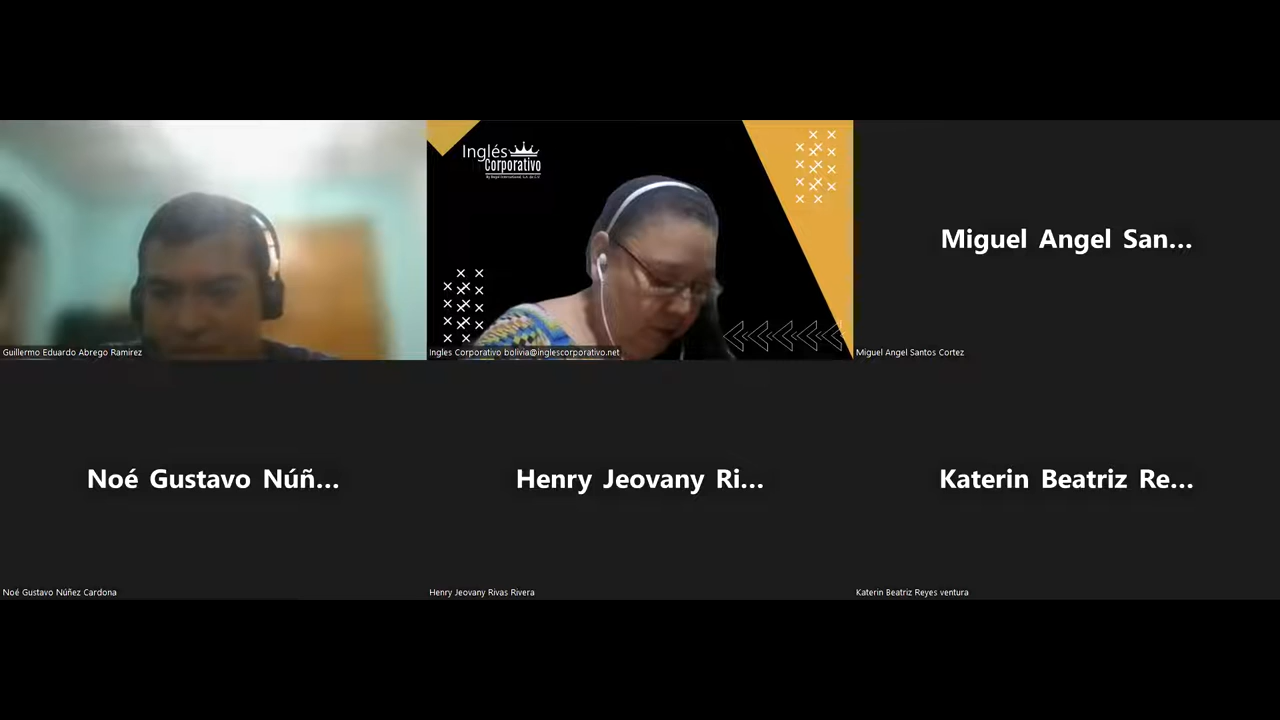 Inglés
Corporativo
Guillermo Eduardo Abrego Ramirez
Ingles Corporativo bolivia@inglescorporativo.net
Miguel Angel San...
Miguel Angel Santos Cortez
Noé Gustavo Núñ...
Noé Gustavo Núñez Cardona
Henry Jeovany Ri...
Henry Jeovany Rivas Rivera
Katerin Beatriz Re...
Katerin Beatriz Reyes ventura